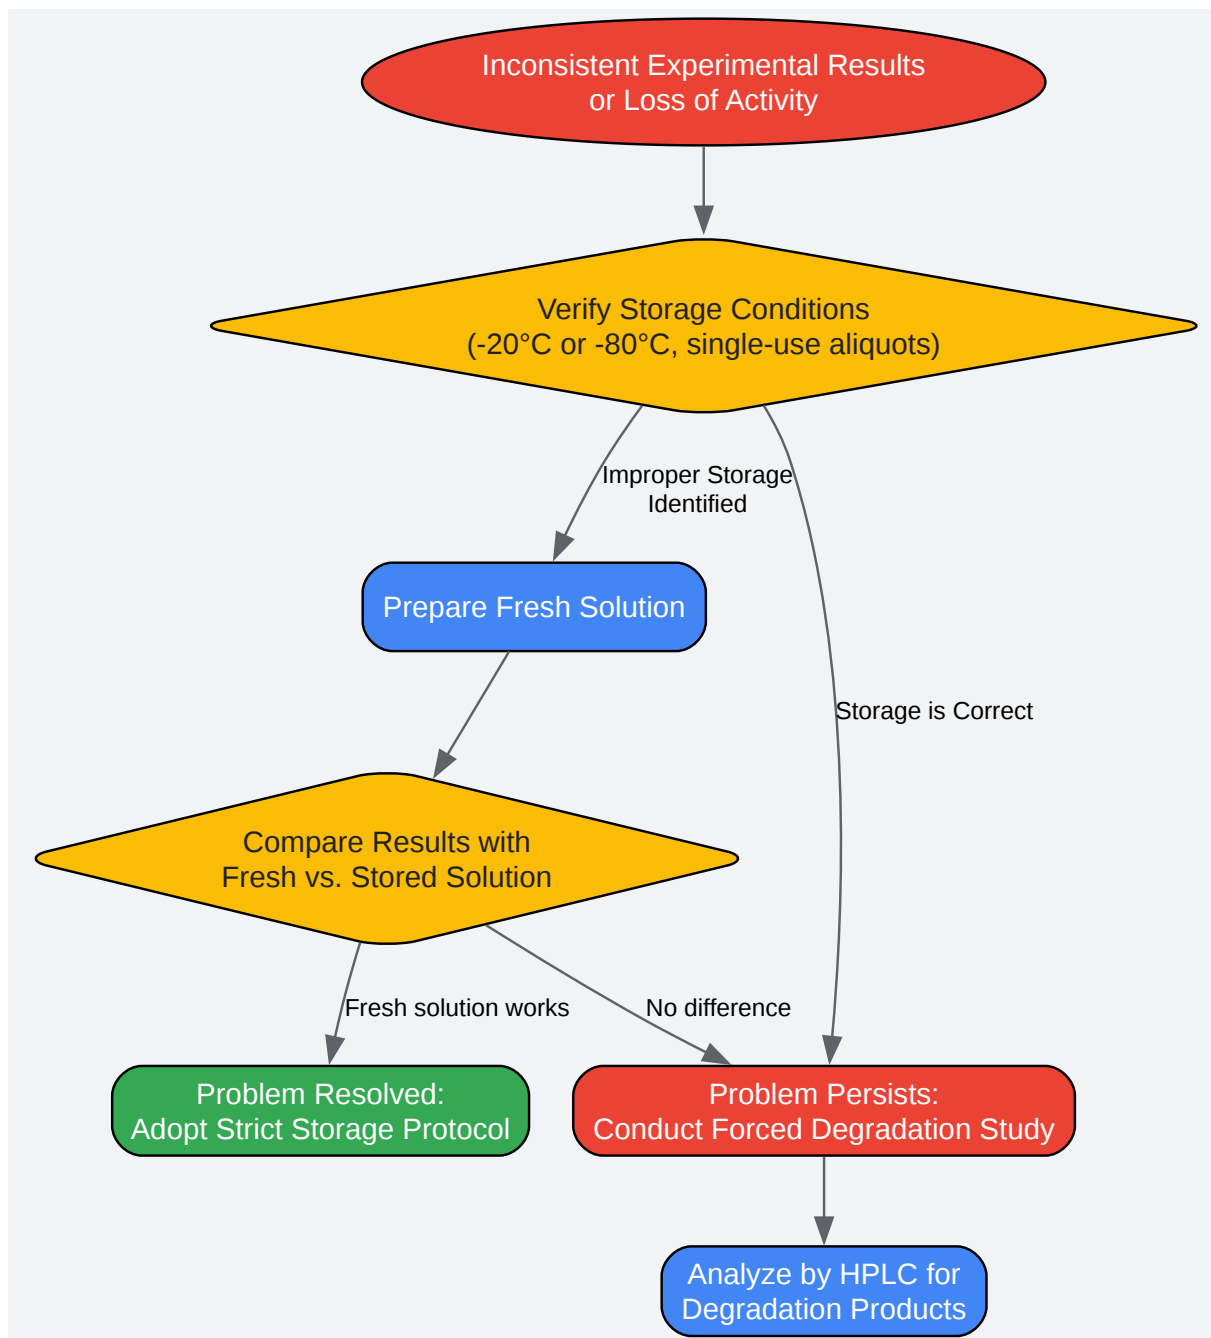 Inconsistent Experimental Results
or Loss of Activity
Verify Storage Conditions
(-20°C or -80°C, single-use aliquots)
Improper Storage
Identified
Prepare Fresh Solution
Storage is Correct
Compare Results with
Fresh vs. Stored Solution
Fresh solution works
No difference
Problem Resolved:
Adopt Strict Storage Protocol
Problem Persists:
Conduct Forced Degradation Study
Analyze by HPLC for
Degradation Products